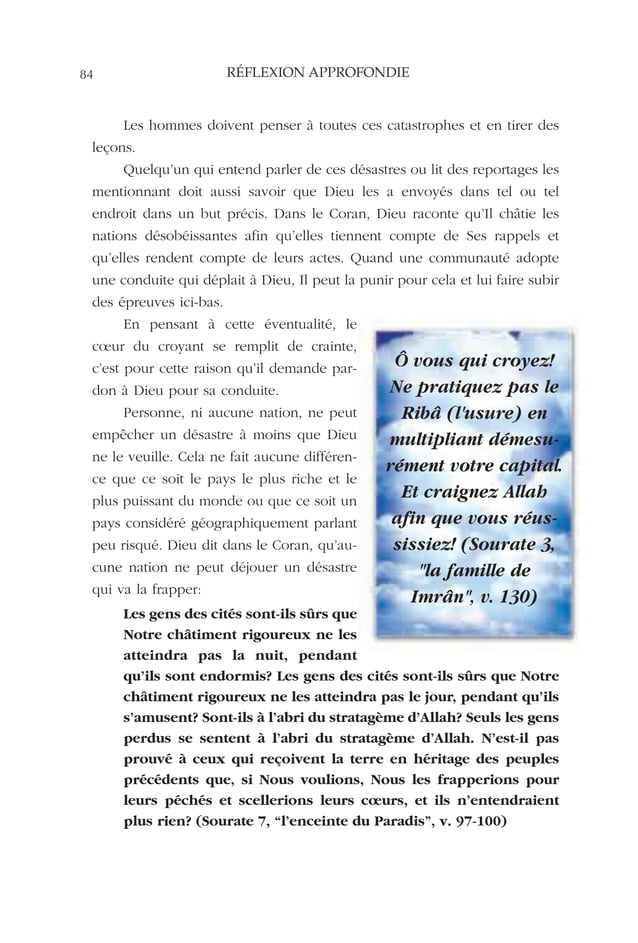 84
RÉFLEXION APPROFONDIE
Les hommes doivent penser à toutes ces catastrophes et en tirer des
leçons.
Quelqu’un qui entend parler de ces désastres ou lit des reportages les
mentionnant doit aussi savoir que Dieu les a envoyés dans tel ou tel
endroit dans un but précis. Dans le Coran, Dieu raconte qu’Il châtie les
nations désobéissantes afin qu’elles tiennent compte de Ses rappels et
qu’elles rendent compte de leurs actes. Quand une communauté adopte
une conduite qui déplait à Dieu, Il peut la punir pour cela et lui faire subir
des épreuves ici-bas.
En pensant à cette éventualité, le
cœur du croyant se remplit de crainte,
c’est pour cette raison qu’il demande par-
don à Dieu pour sa conduite.
Personne, ni aucune nation, ne peut
empêcher un désastre à moins que Dieu
ne le veuille. Cela ne fait aucune différen-
ce que ce soit le pays le plus riche et le
plus puissant du monde ou que ce soit un
pays considéré géographiquement parlant
peu risqué. Dieu dit dans le Coran, qu’au-
cune nation ne peut déjouer un désastre
qui va la frapper:
Les gens des cités sont-ils sûrs que
Notre châtiment rigoureux ne les
atteindra pas la nuit, pendant
qu’ils sont endormis? Les gens des cités sont-ils sûrs que Notre
châtiment rigoureux ne les atteindra pas le jour, pendant qu’ils
s’amusent? Sont-ils à l’abri du stratagème d’Allah? Seuls les gens
perdus se sentent à l’abri du stratagème d’Allah. N’est-il pas
prouvé à ceux qui reçoivent la terre en héritage des peuples
précédents que, si Nous voulions, Nous les frapperions pour
leurs péchés et scellerions leurs cœurs, et ils n’entendraient
plus rien? (Sourate 7, “l’enceinte du Paradis”, v. 97-100)
Ô vous qui croyez!
Ne pratiquez pas le
Ribâ (l'usure) en
multipliant démesu-
rément votre capital.
Et craignez Allah
afin que vous réus-
sissiez! (Sourate 3,
"la famille de
Imrân", v. 130)